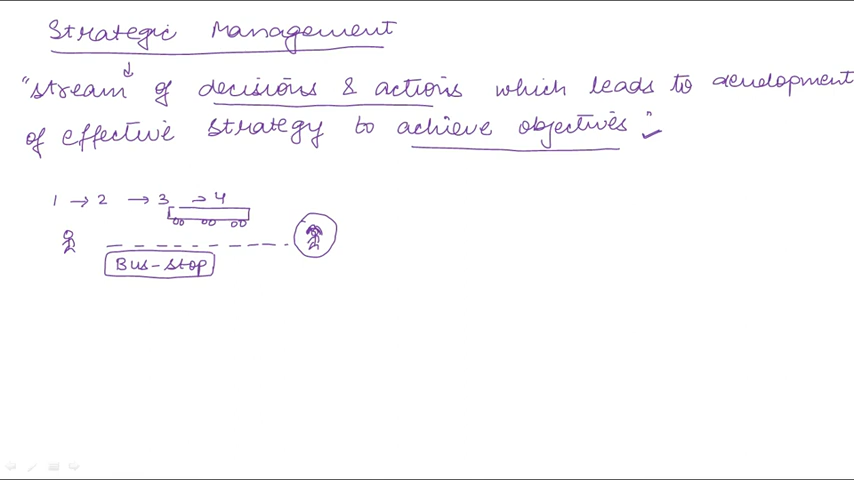 Strategic Management
"stream of decisions & actions which leads to development
of effective strategy to achieve objectives"
1 → 2 → 3 → 4
Bus-stop